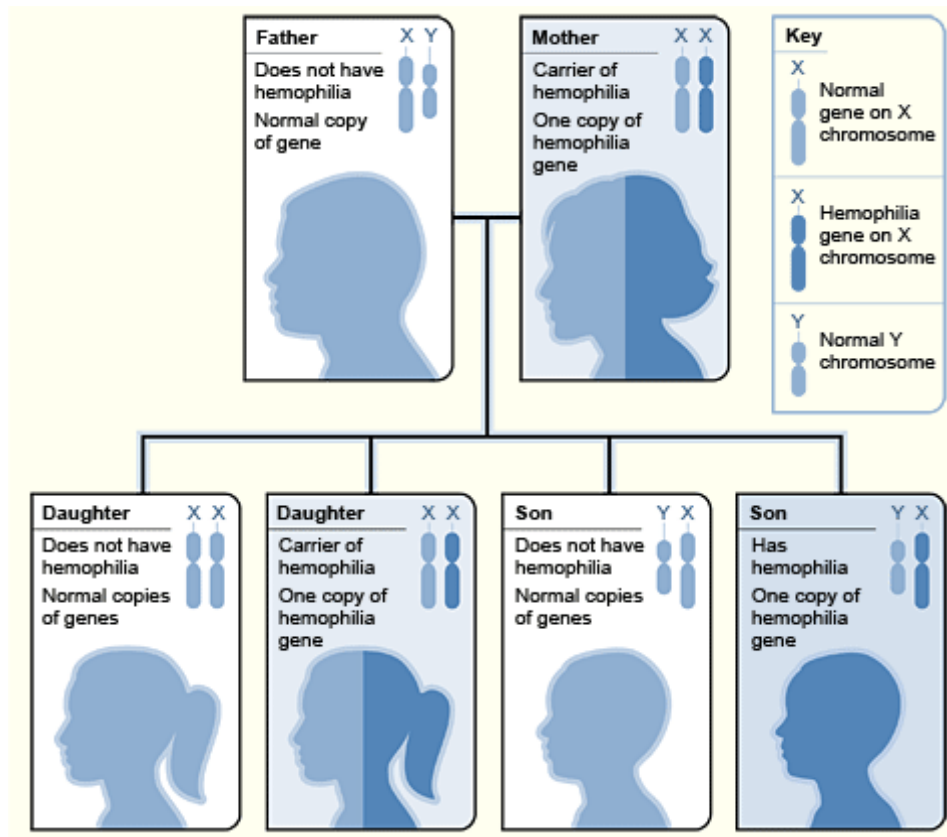 Father
X Y
Does not have
hemophilia
Normal copy
of gene
Mother
X X
Carrier of
hemophilia
One copy of
hemophilia
gene
Key
X
Normal
gene on X
chromosome
X
Hemophilia
gene on X
chromosome
Y
Normal Y
chromosome
Daughter
X X
Does not have
hemophilia
Normal copies
of genes
Daughter
X X
Carrier of
hemophilia
One copy of
hemophilia
gene
Son
Y X
Does not have
hemophilia
Normal copies
of genes
Son
Y X
Has
hemophilia
One copy of
hemophilia
gene